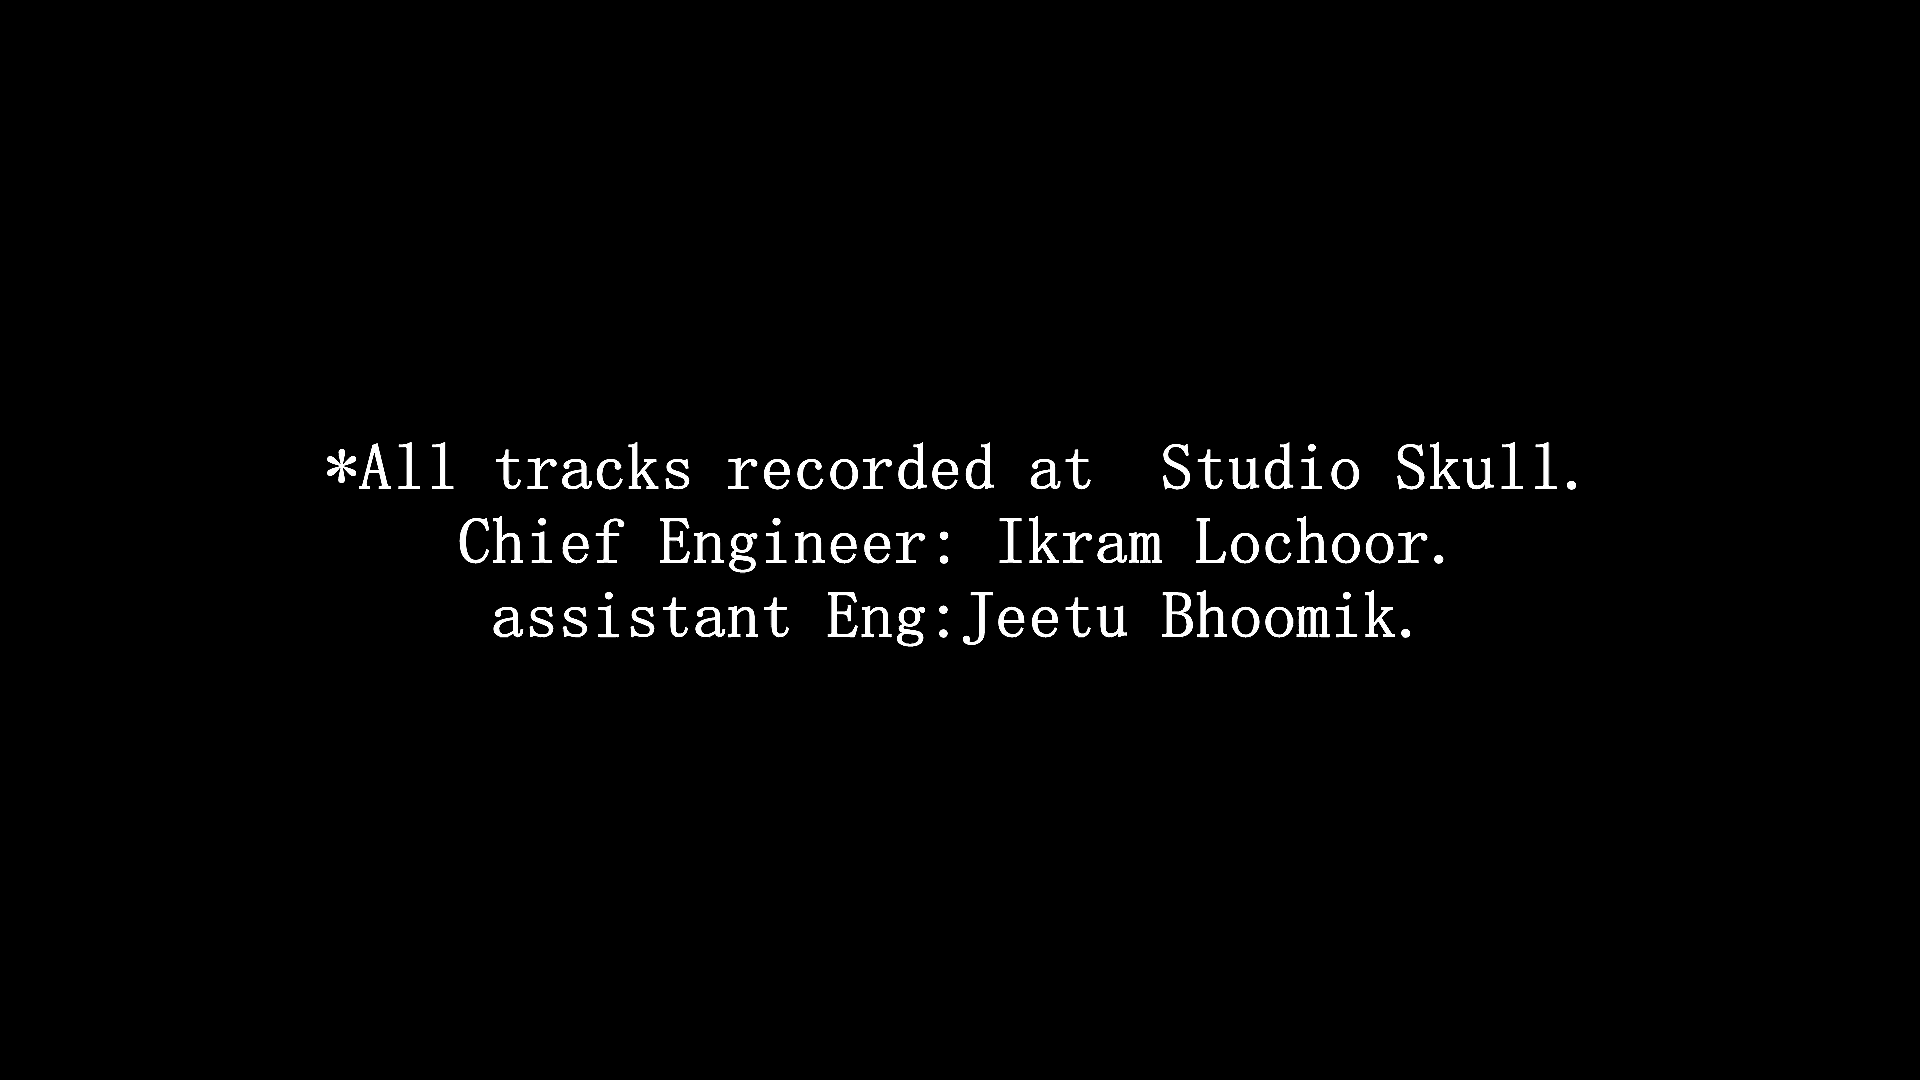 *All tracks recorded at  Studio Skull.
Chief Engineer: Ikram Lochoor.
assistant Eng:Jeetu Bhoomik.